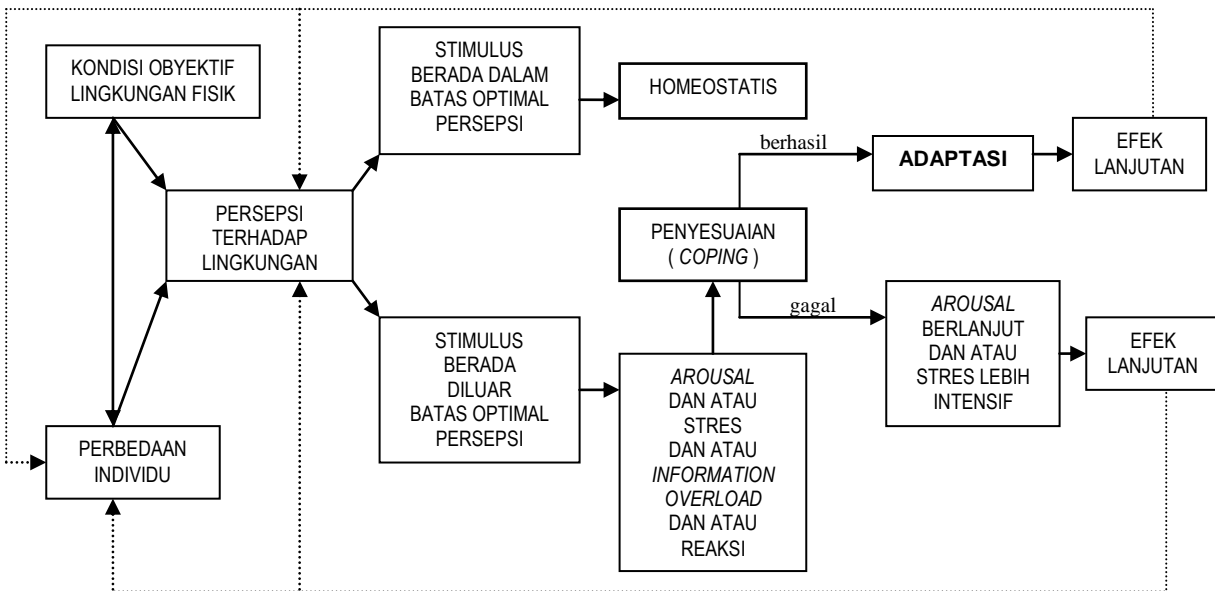 KONDISI OBYEKTIF
LINGKUNGAN FISIK
PERBEDAAN
INDIVIDU
PERSEPSI
TERHADAP
LINGKUNGAN
STIMULUS
BERADA DALAM
BATAS OPTIMAL
PERSEPSI
HOMEOSTATIS
STIMULUS
BERADA
DILUAR
BATAS OPTIMAL
PERSEPSI
AROUSAL
DAN ATAU
STRES
DAN ATAU
INFORMATION
OVERLOAD
DAN ATAU
REAKSI
PENYESUAIAN
( COPING )
berhasil
ADAPTASI
EFEK
LANJUTAN
gagal
AROUSAL
BERLANJUT
DAN ATAU
STRES LEBIH
INTENSIF
EFEK
LANJUTAN